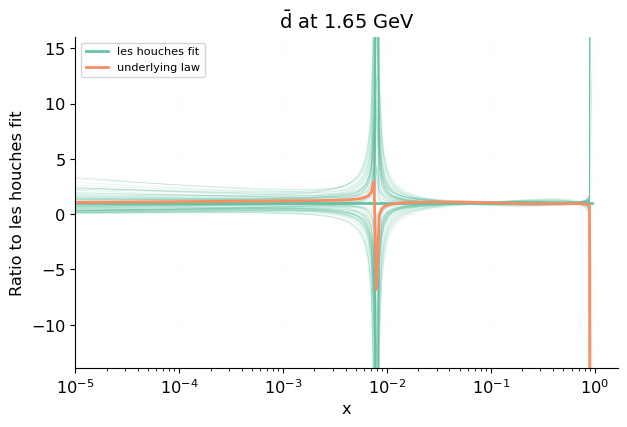 d̄ at 1.65 GeV
les houches fit
underlying law
Ratio to les houches fit
15
10
5
0
−5
−10
10⁻⁵ 10⁻⁴ 10⁻³ 10⁻² 10⁻¹ 10⁰
x